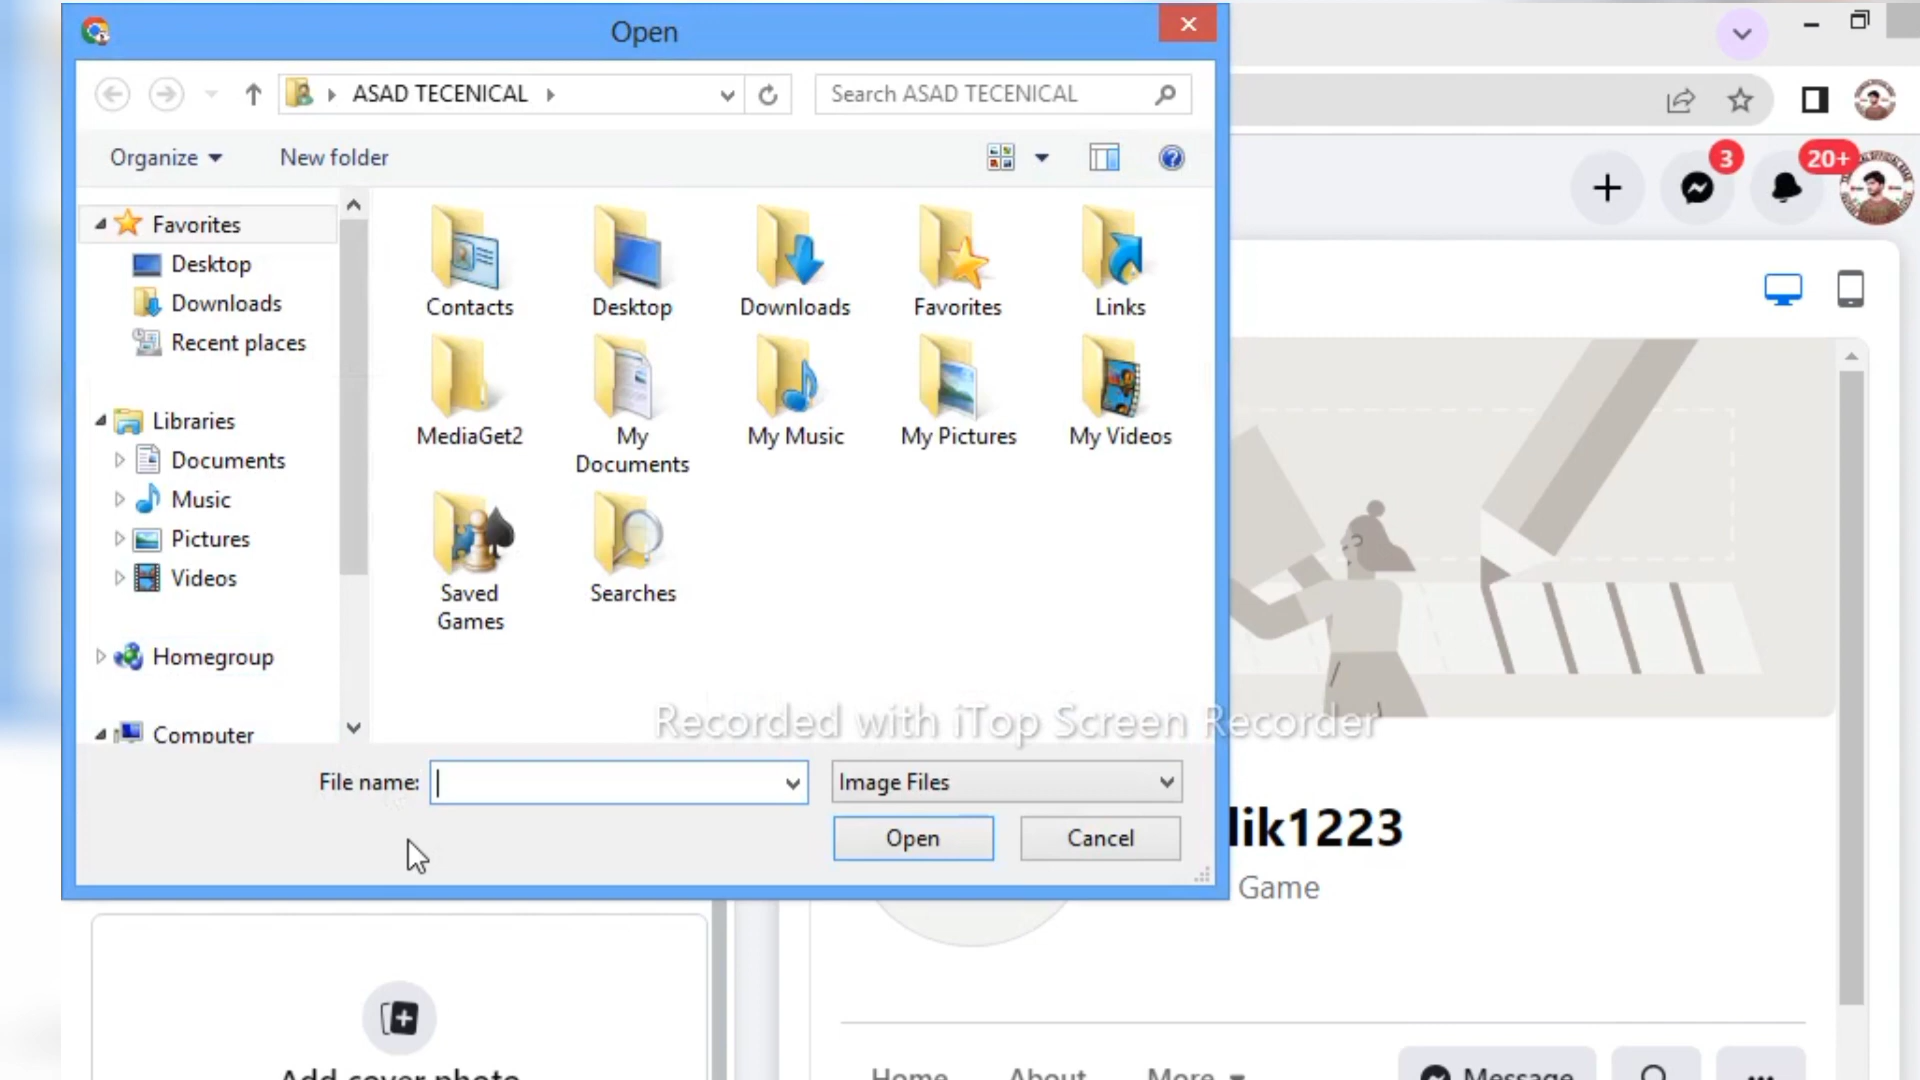 Open
ASAD TECENICAL
Search ASAD TECENICAL
Organize
New folder
3
20+
Favorites
Desktop
Downloads
Recent places
Libraries
Documents
Music
Pictures
Videos
Homegroup
Computer
Contacts
Desktop
Downloads
Favorites
Links
MediaGet2
My
Documents
My Music
My Pictures
My Videos
Saved
Games
Searches
Recorded with iTop Screen Recorder
File name:
Image Files
Open
Cancel
lik1223
Game
Add cover photo
Home
About
More
Message